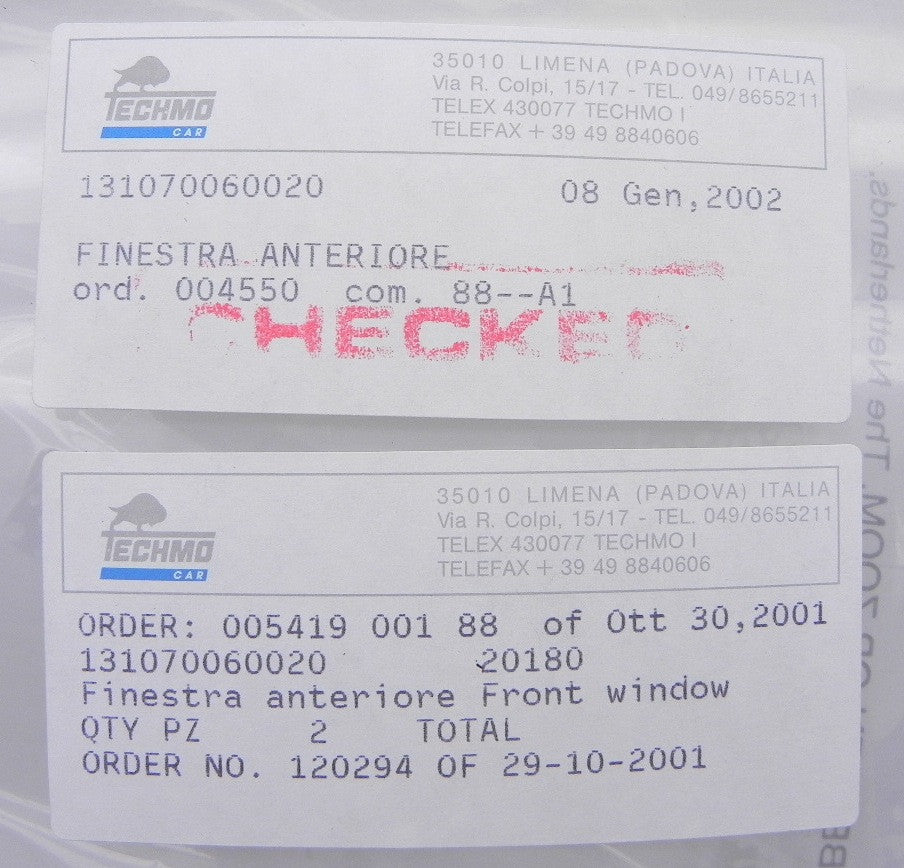 TECHMO
CAR
35010 LIMENA (PADOVA) ITALIA
Via R. Colpi, 15/17 - TEL. 049/8655211
TELEX 430077 TECHMO I
TELEFAX + 39 49 8840606
131070060020 08 Gen,2002
FINESTRA ANTERIORE
ord. 004550 com. 88--A1
CHECKED
TECHMO
CAR
35010 LIMENA (PADOVA) ITALIA
Via R. Colpi, 15/17 - TEL. 049/8655211
TELEX 430077 TECHMO I
TELEFAX + 39 49 8840606
ORDER: 005419 001 88 of Ott 30,2001
131070060020 20180
Finestra anteriore Front window
QTY PZ 2 TOTAL
ORDER NO. 120294 OF 29-10-2001
The Netherlands.